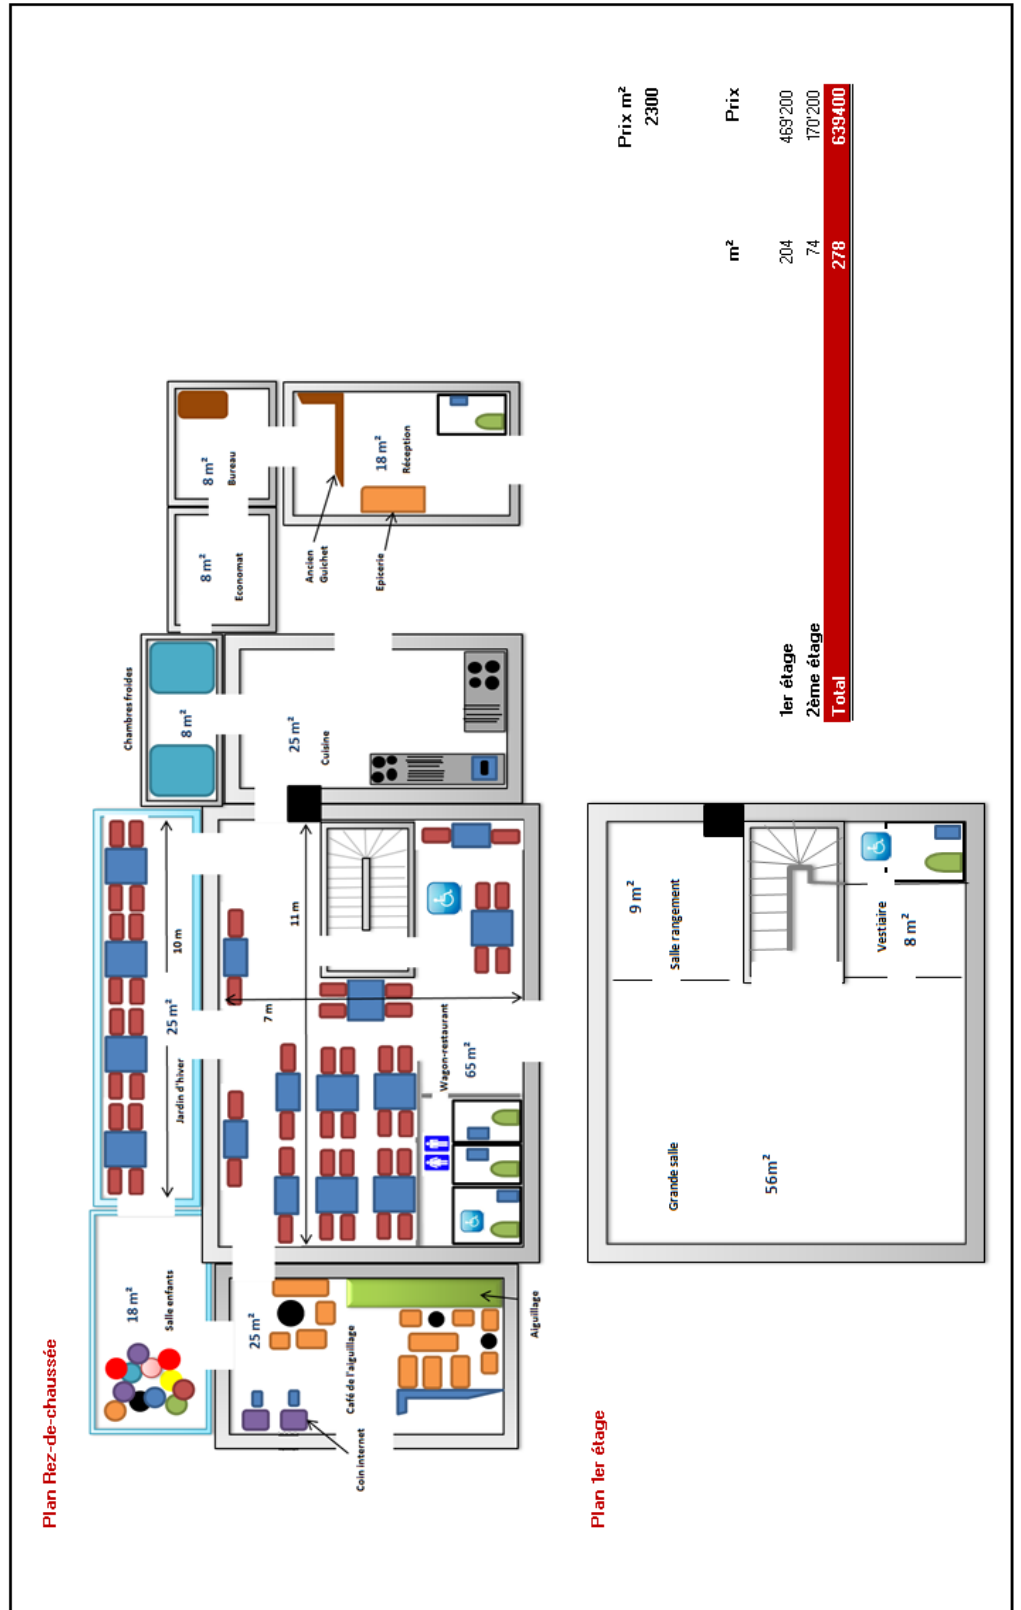 Plan Rez-de-chaussée
18 m²
Salle enfants
Jardin d'hiver
25 m²
10 m
Chambres froides
8 m²
8 m²
Economat
8 m²
Bureau
25 m²
Café de l'aiguillage
Coin internet
Aiguillage
7 m
11 m
Wagon-restaurant
65 m²
25 m²
Cuisine
Ancien
Guichet
Epicerie
18 m²
Réception
Plan 1er étage
Grande salle
56m²
9 m²
Salle rangement
Vestiaire
8 m²
Prix m²
2300
m² Prix
1er étage 204 469'200
2ème étage 74 170'200
Total 278 639400